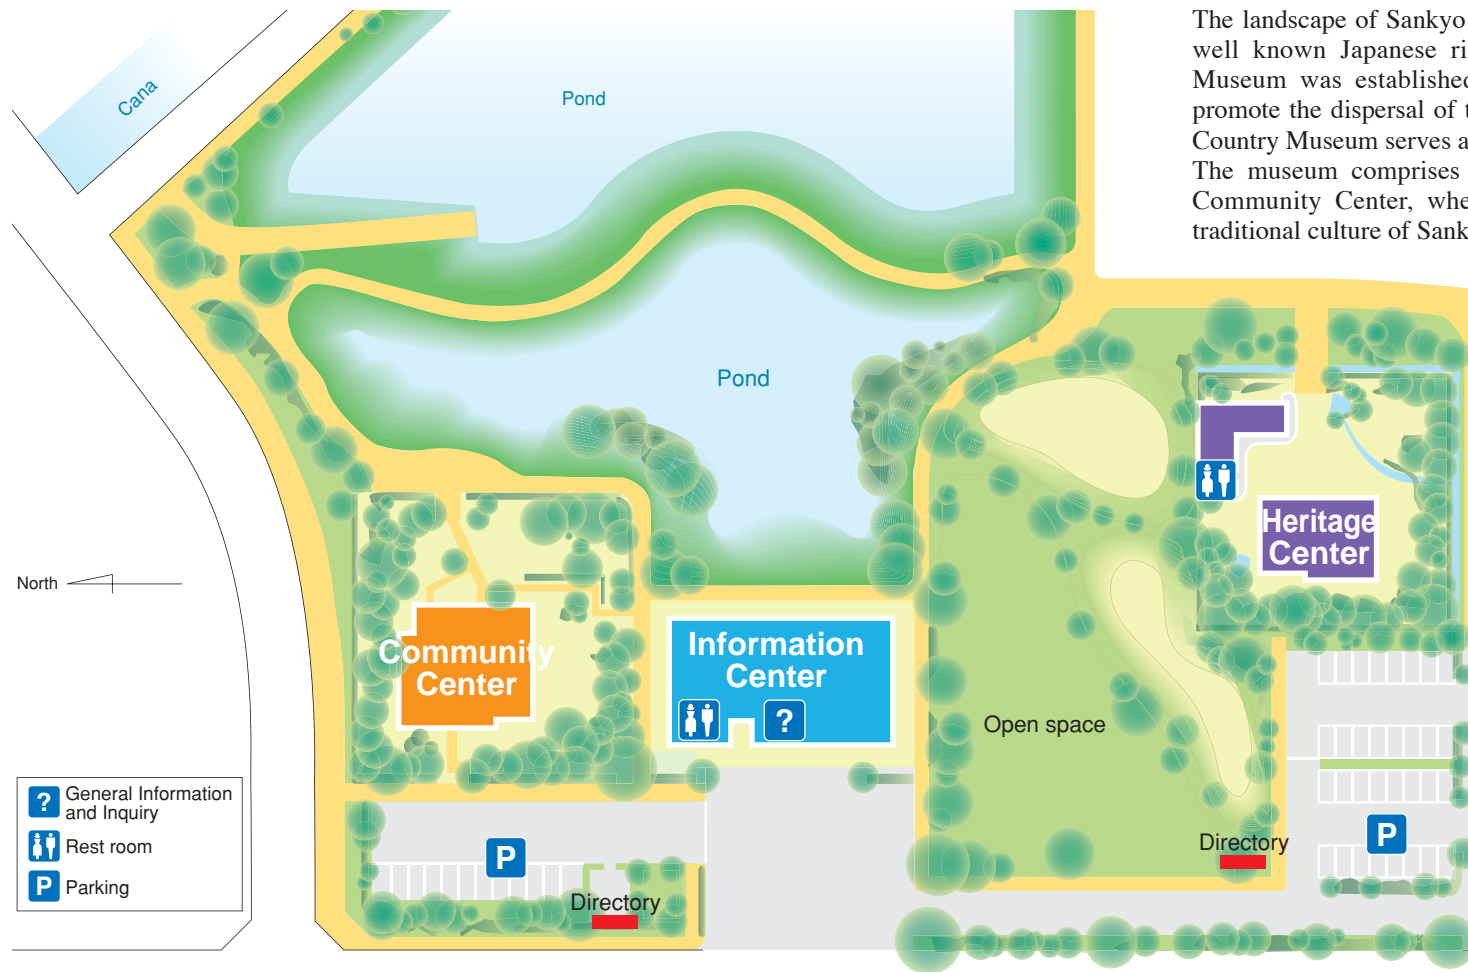 The landscape of Sankyo
well known Japanese ri
Museum was established
promote the dispersal of t
Country Museum serves a
The museum comprises
Community Center, whe
traditional culture of Sank
Cana
Pond
Pond
North
Heritage
Center
Community
Center
Information
Center
?
Open space
? General Information
and Inquiry
Rest room
P Parking
P
Directory
Directory
P